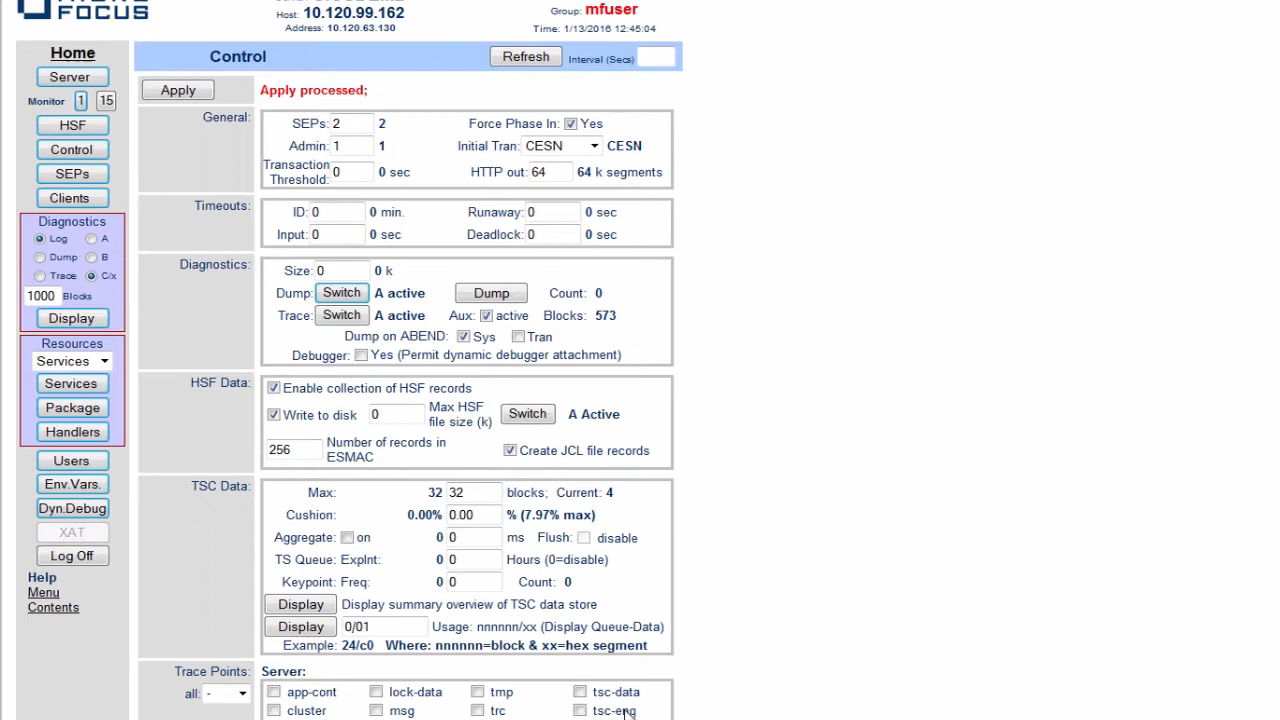 FOCUS
Host: 10.120.99.162
Address: 10.120.63.130
Group: mfuser
Time: 1/13/2016 12:45:04
Home
Server
Monitor 1 15
HSF
Control
SEPs
Clients
Diagnostics
Log A
Dump B
Trace C/x
1000 Blocks
Display
Resources
Services
Services
Package
Handlers
Users
Env.Vars.
Dyn.Debug
XAT
Log Off
Help
Menu
Contents
Control Refresh Interval (Secs)
Apply Apply processed;
General:
SEPs: 2 2 Force Phase In: Yes
Admin: 1 1 Initial Tran: CESN CESN
Transaction Threshold: 0 0 sec HTTP out: 64 64 k segments
Timeouts:
ID: 0 0 min. Runaway: 0 0 sec
Input: 0 0 sec Deadlock: 0 0 sec
Diagnostics:
Size: 0 0 k
Dump: Switch A active Dump Count: 0
Trace: Switch A active Aux: active Blocks: 573
Dump on ABEND: Sys Tran
Debugger: Yes (Permit dynamic debugger attachment)
HSF Data:
Enable collection of HSF records
Write to disk 0 Max HSF file size (k) Switch A Active
256 Number of records in ESMAC Create JCL file records
TSC Data:
Max: 32 32 blocks; Current: 4
Cushion: 0.00% 0.00 % (7.97% max)
Aggregate: on 0 0 ms Flush: disable
TS Queue: ExpInt: 0 0 Hours (0=disable)
Keypoint: Freq: 0 0 Count: 0
Display Display summary overview of TSC data store
Display 0/01 Usage: nnnnnn/xx (Display Queue-Data)
Example: 24/c0 Where: nnnnnn=block & xx=hex segment
Trace Points: Server:
all: -
app-cont lock-data tmp tsc-data
cluster msg trc tsc-enq